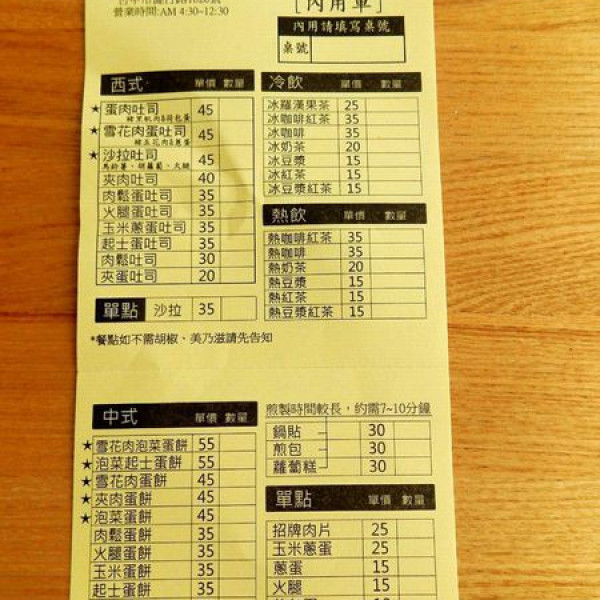 營業時間:AM 4:30~12:30
[內用單]
內用請填寫桌號
桌號
西式 單價 數量
★蛋肉吐司 45
★雪花肉蛋吐司 45
★沙拉吐司 45
馬鈴薯、胡蘿蔔、火腿
夾肉吐司 40
肉鬆蛋吐司 35
火腿蛋吐司 35
玉米蔥蛋吐司 35
起士蛋吐司 35
肉鬆吐司 30
夾蛋吐司 20
單點 沙拉 35
*餐點如不需胡椒、美乃滋請先告知
冷飲 單價 數量
冰羅漢果茶 25
冰咖啡紅茶 35
冰咖啡 35
冰奶茶 20
冰豆漿 15
冰紅茶 15
冰豆漿紅茶 15
熱飲 單價 數量
熱咖啡紅茶 35
熱咖啡 35
熱奶茶 20
熱豆漿 15
熱紅茶 15
熱豆漿紅茶 15
中式 單價 數量
★雪花肉泡菜蛋餅 55
★泡菜起士蛋餅 55
★雪花肉蛋餅 45
★夾肉蛋餅 45
★泡菜蛋餅 45
肉鬆蛋餅 35
火腿蛋餅 35
玉米蛋餅 35
起士蛋餅 35
煎製時間較長，約需7~10分鐘
鍋貼 30
煎包 30
蘿蔔糕 30
單點 單價 數量
招牌肉片 25
玉米蔥蛋 25
蔥蛋 15
火腿 15